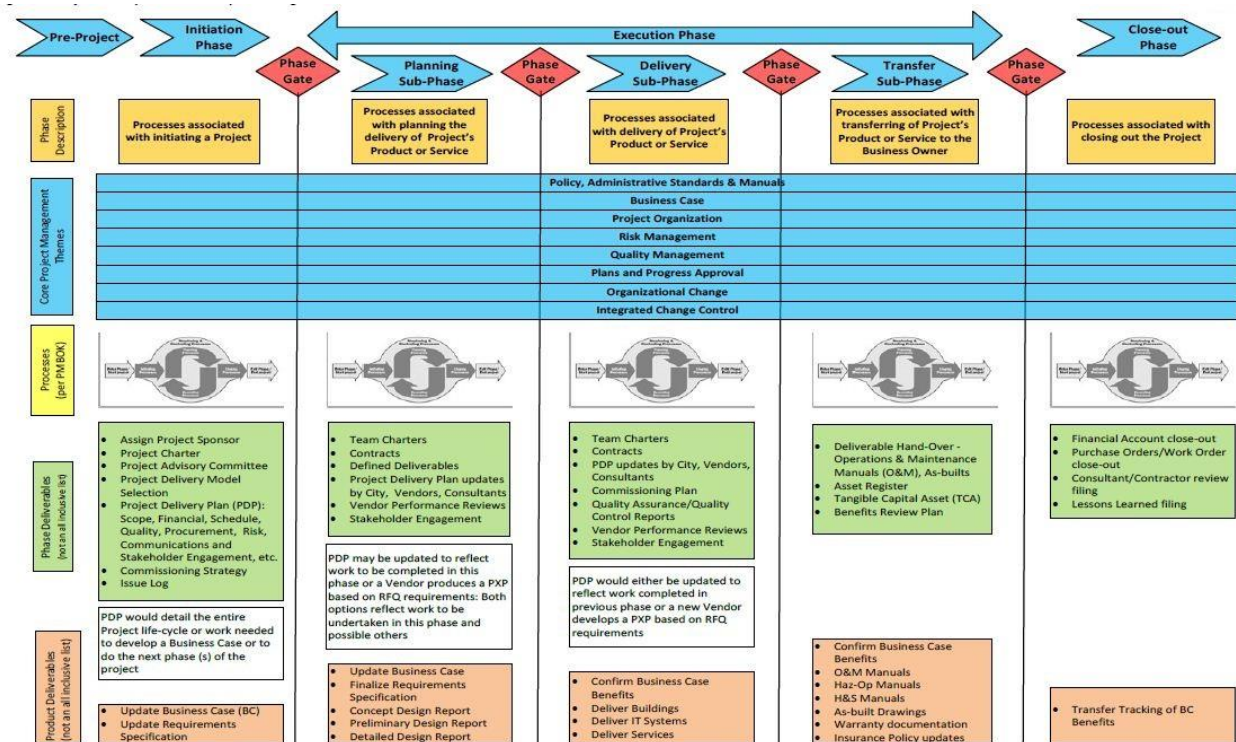 Pre-Project
Initiation
Phase
Execution Phase
Close-out
Phase
Phase
Gate
Planning
Sub-Phase
Phase
Gate
Delivery
Sub-Phase
Phase
Gate
Transfer
Sub-Phase
Phase
Gate
Phase
Description
Processes associated
with initiating a Project
Processes associated
with planning the
delivery of Project's
Product or Service
Processes associated
with delivery of Project's
Product or Service
Processes associated with
transferring of Project's
Product or Service to the
Business Owner
Processes associated with
closing out the Project
Core Project Management
Themes
Policy, Administrative Standards & Manuals
Business Case
Project Organization
Risk Management
Quality Management
Plans and Progress Approval
Organizational Change
Integrated Change Control
Processes
(per PMBOK)
Phase Deliverables
(not an all inclusive list)
• Assign Project Sponsor
• Project Charter
• Project Advisory Committee
• Project Delivery Model
Selection
• Project Delivery Plan (PDP):
Scope, Financial, Schedule,
Quality, Procurement, Risk,
Communications and
Stakeholder Engagement, etc.
• Commissioning Strategy
• Issue Log
PDP would detail the entire
Project life-cycle or work needed
to develop a Business Case or to
do the next phase (s) of the
project
• Team Charters
• Contracts
• Defined Deliverables
• Project Delivery Plan updates
by City, Vendors, Consultants
• Vendor Performance Reviews
• Stakeholder Engagement
PDP may be updated to reflect
work to be completed in this
phase or a Vendor produces a PXP
based on RFQ requirements: Both
options reflect work to be
undertaken in this phase and
possible others
• Team Charters
• Contracts
• PDP updates by City, Vendors,
Consultants
• Commissioning Plan
• Quality Assurance/Quality
Control Reports
• Vendor Performance Reviews
• Stakeholder Engagement
PDP would either be updated to
reflect work completed in
previous phase or a new Vendor
develops a PXP based on RFQ
requirements
• Deliverable Hand-Over -
Operations & Maintenance
Manuals (O&M), As-builts
• Asset Register
• Tangible Capital Asset (TCA)
• Benefits Review Plan
• Financial Account close-out
• Purchase Orders/Work Order
close-out
• Consultant/Contractor review
filing
• Lessons Learned filing
Product Deliverables
(not an all inclusive list)
• Update Business Case (BC)
• Update Requirements
Specification
• Update Business Case
• Finalize Requirements
Specification
• Concept Design Report
• Preliminary Design Report
• Detailed Design Report
• Confirm Business Case
Benefits
• Deliver Buildings
• Deliver IT Systems
• Deliver Services
• Confirm Business Case
Benefits
• O&M Manuals
• Haz-Op Manuals
• H&S Manuals
• As-built Drawings
• Warranty documentation
• Insurance Policy updates
• Transfer Tracking of BC
Benefits